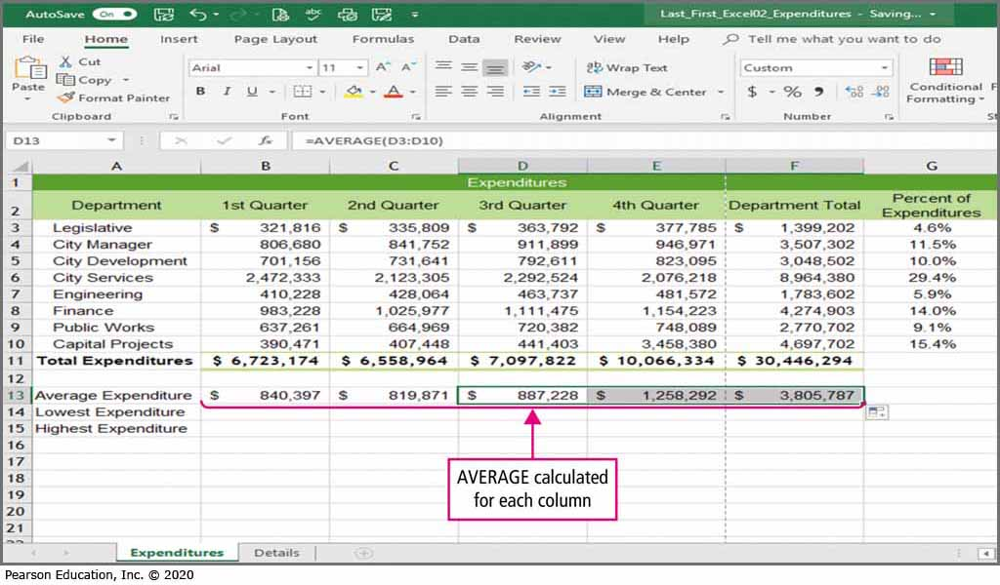 AutoSave On Last_First_Excel02_Expenditures - Saving...
File Home Insert Page Layout Formulas Data Review View Help Tell me what you want to do
Cut
Copy
Format Painter
Paste
Arial 11 A A
B I U A
ab Wrap Text
Merge & Center
Custom
$ % ,
Conditional
Formatting
Clipboard Font Alignment Number St
D13 fx =AVERAGE(D3:D10)
A B C D E F G
1 Expenditures
2 Department 1st Quarter 2nd Quarter 3rd Quarter 4th Quarter Department Total Percent of Expenditures
3 Legislative $ 321,816 $ 335,809 $ 363,792 $ 377,785 $ 1,399,202 4.6%
4 City Manager 806,680 841,752 911,899 946,971 3,507,302 11.5%
5 City Development 701,156 731,641 792,611 823,095 3,048,502 10.0%
6 City Services 2,472,333 2,123,305 2,292,524 2,076,218 8,964,380 29.4%
7 Engineering 410,228 428,064 463,737 481,572 1,783,602 5.9%
8 Finance 983,228 1,025,977 1,111,475 1,154,223 4,274,903 14.0%
9 Public Works 637,261 664,969 720,382 748,089 2,770,702 9.1%
10 Capital Projects 390,471 407,448 441,403 3,458,380 4,697,702 15.4%
11 Total Expenditures $ 6,723,174 $ 6,558,964 $ 7,097,822 $ 10,066,334 $ 30,446,294
12
13 Average Expenditure $ 840,397 $ 819,871 $ 887,228 $ 1,258,292 $ 3,805,787
14 Lowest Expenditure
15 Highest Expenditure
16
17
18
19
20
21
AVERAGE calculated
for each column
Expenditures Details
Pearson Education, Inc. © 2020